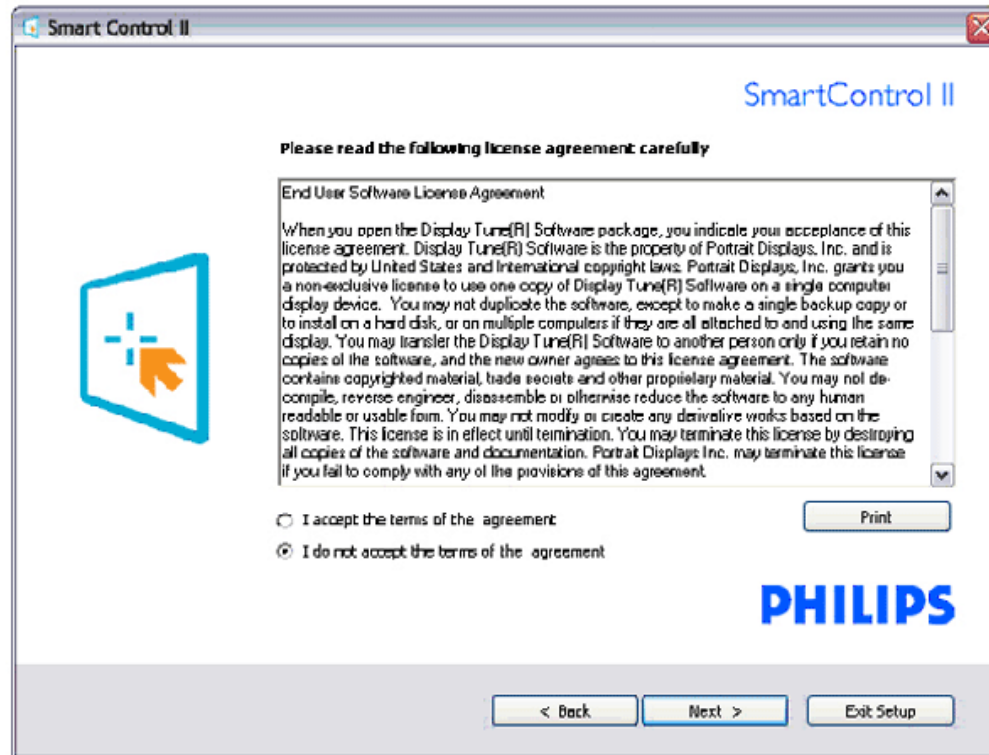 Smart Control II
SmartControl II
Please read the following license agreement carefully
End User Software License Agreement
When you open the Display Tune(R) Software package, you indicate your acceptance of this
license agreement. Display Tune(R) Software is the property of Portrait Displays, Inc. and is
protected by United States and International copyright laws. Portrait Displays, Inc. grants you
a non-exclusive license to use one copy of Display Tune(R) Software on a single computer
display device. You may not duplicate the software, except to make a single backup copy or
to install on a hard disk, or on multiple computers if they are all attached to and using the same
display. You may transfer the Display Tune(R) Software to another person only if you retain no
copies of the software, and the new owner agrees to this license agreement. The software
contains copyrighted material, trade secrets and other proprietary material. You may not de-
compile, reverse engineer, disassemble or otherwise reduce the software to any human
readable or usable form. You may not modify or create any derivative works based on the
software. This license is in effect until termination. You may terminate this license by destroying
all copies of the software and documentation. Portrait Displays Inc. may terminate this license
if you fail to comply with any of the provisions of this agreement.
I accept the terms of the agreement
Print
I do not accept the terms of the agreement
PHILIPS
< Back
Next >
Exit Setup